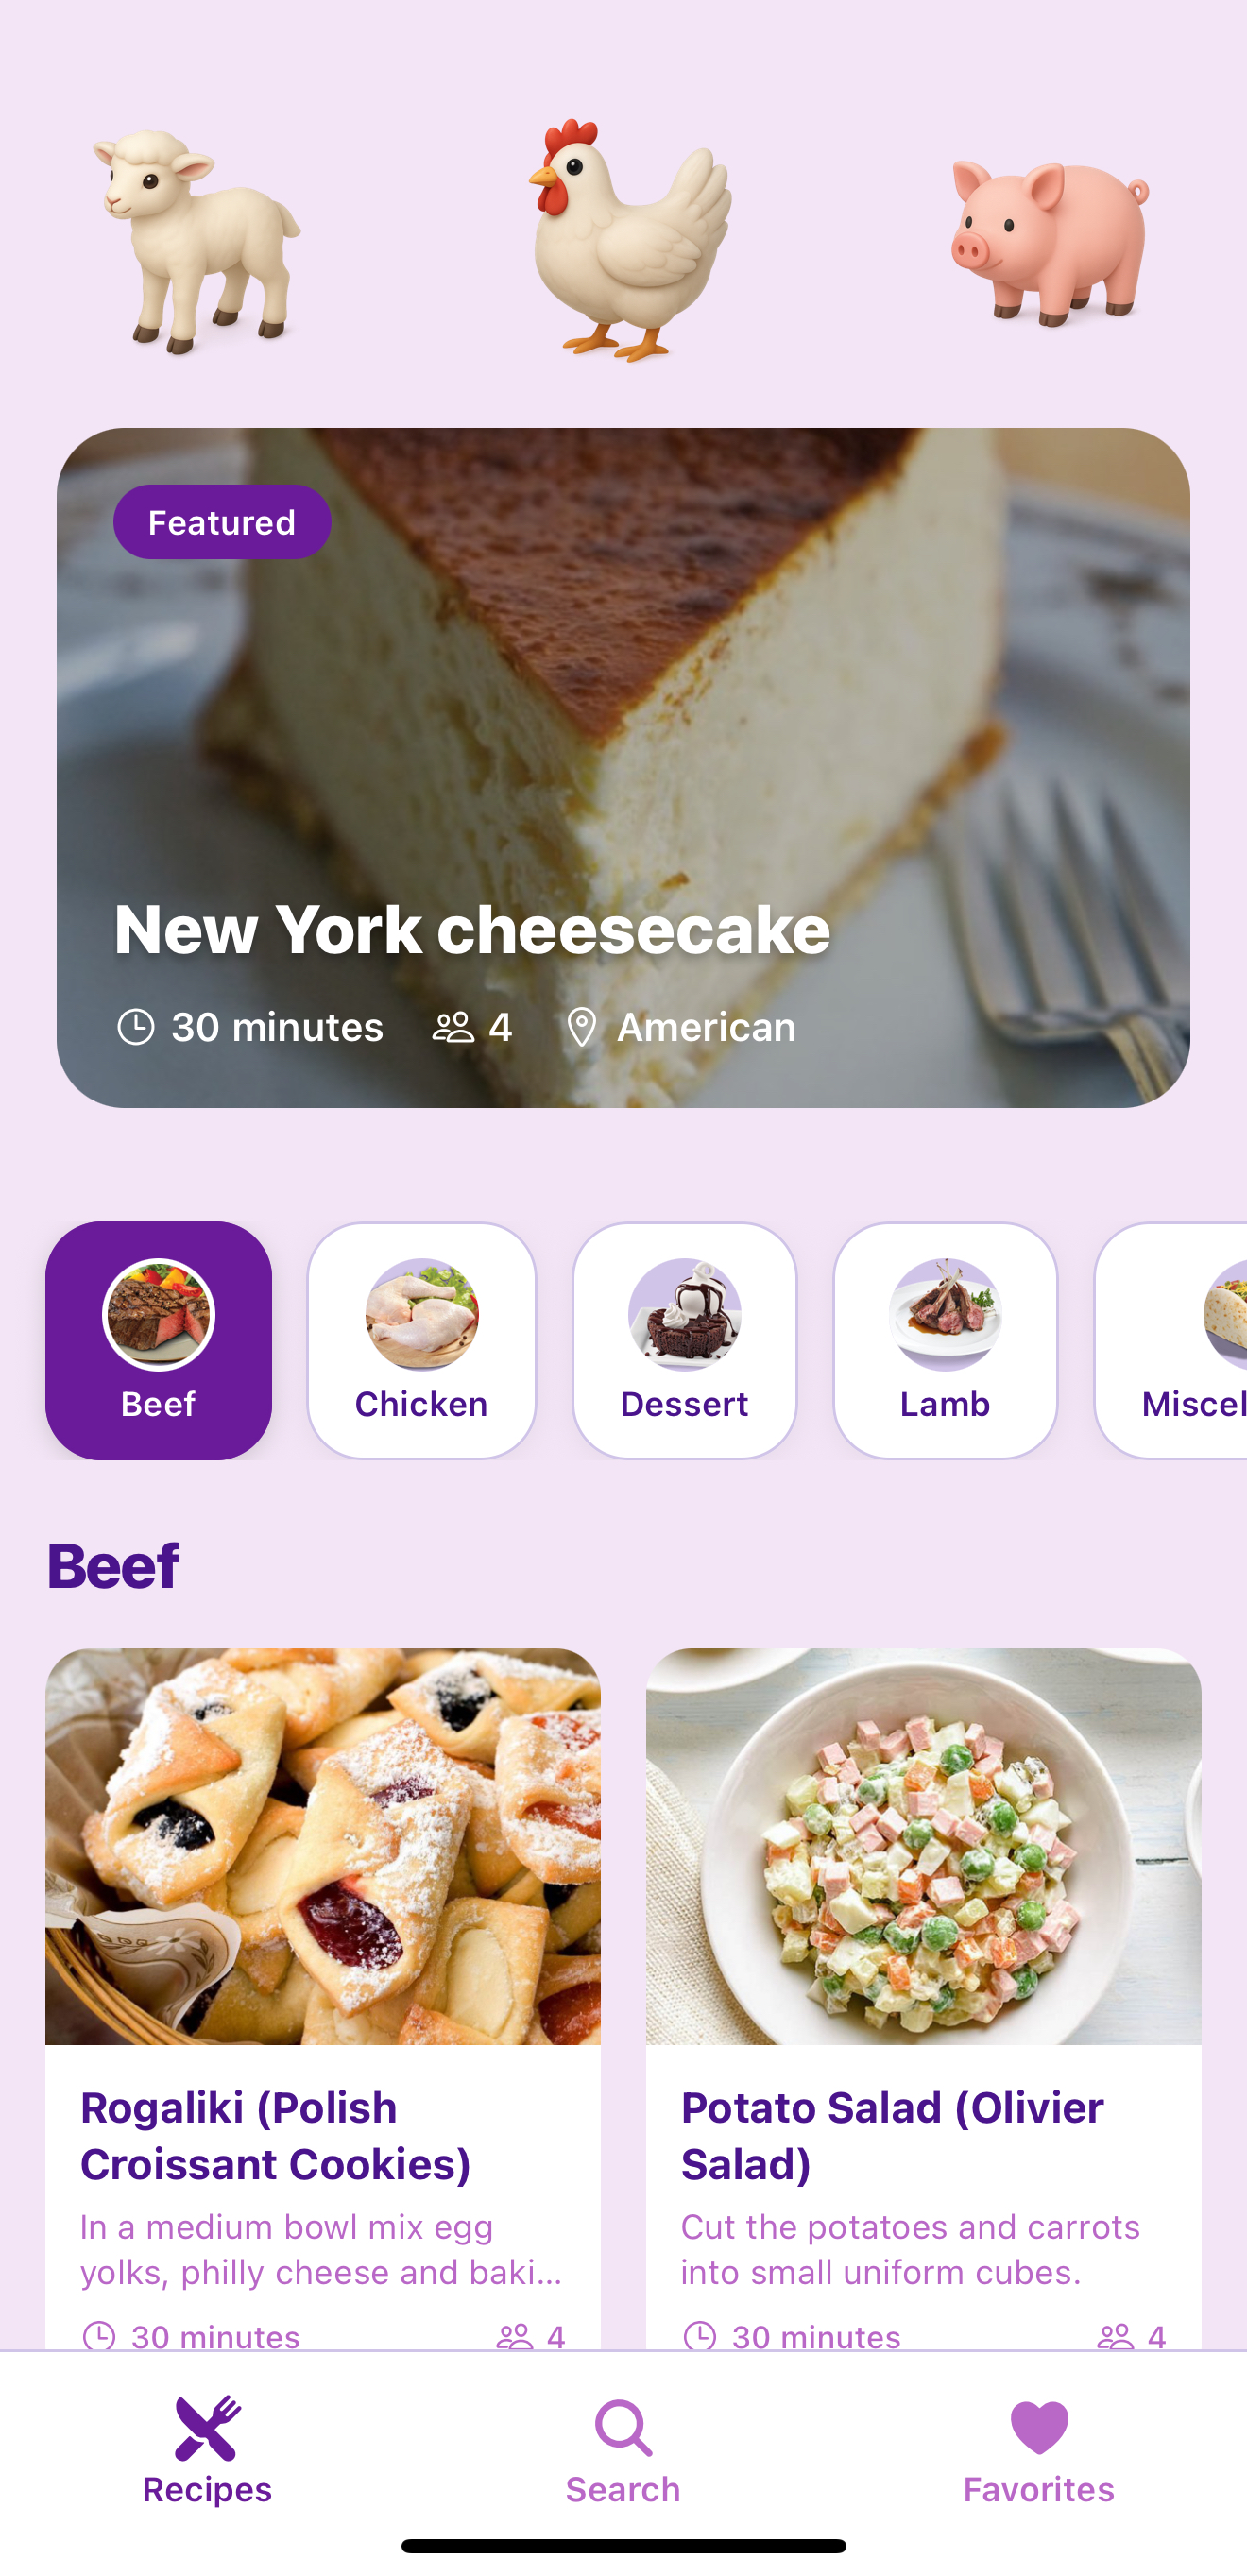 Featured
New York cheesecake
30 minutes 4 American
Beef Chicken Dessert Lamb Miscel
Beef
Rogaliki (Polish
Croissant Cookies)
In a medium bowl mix egg
yolks, philly cheese and baki...
30 minutes 4
Potato Salad (Olivier
Salad)
Cut the potatoes and carrots
into small uniform cubes.
30 minutes 4
Recipes Search Favorites